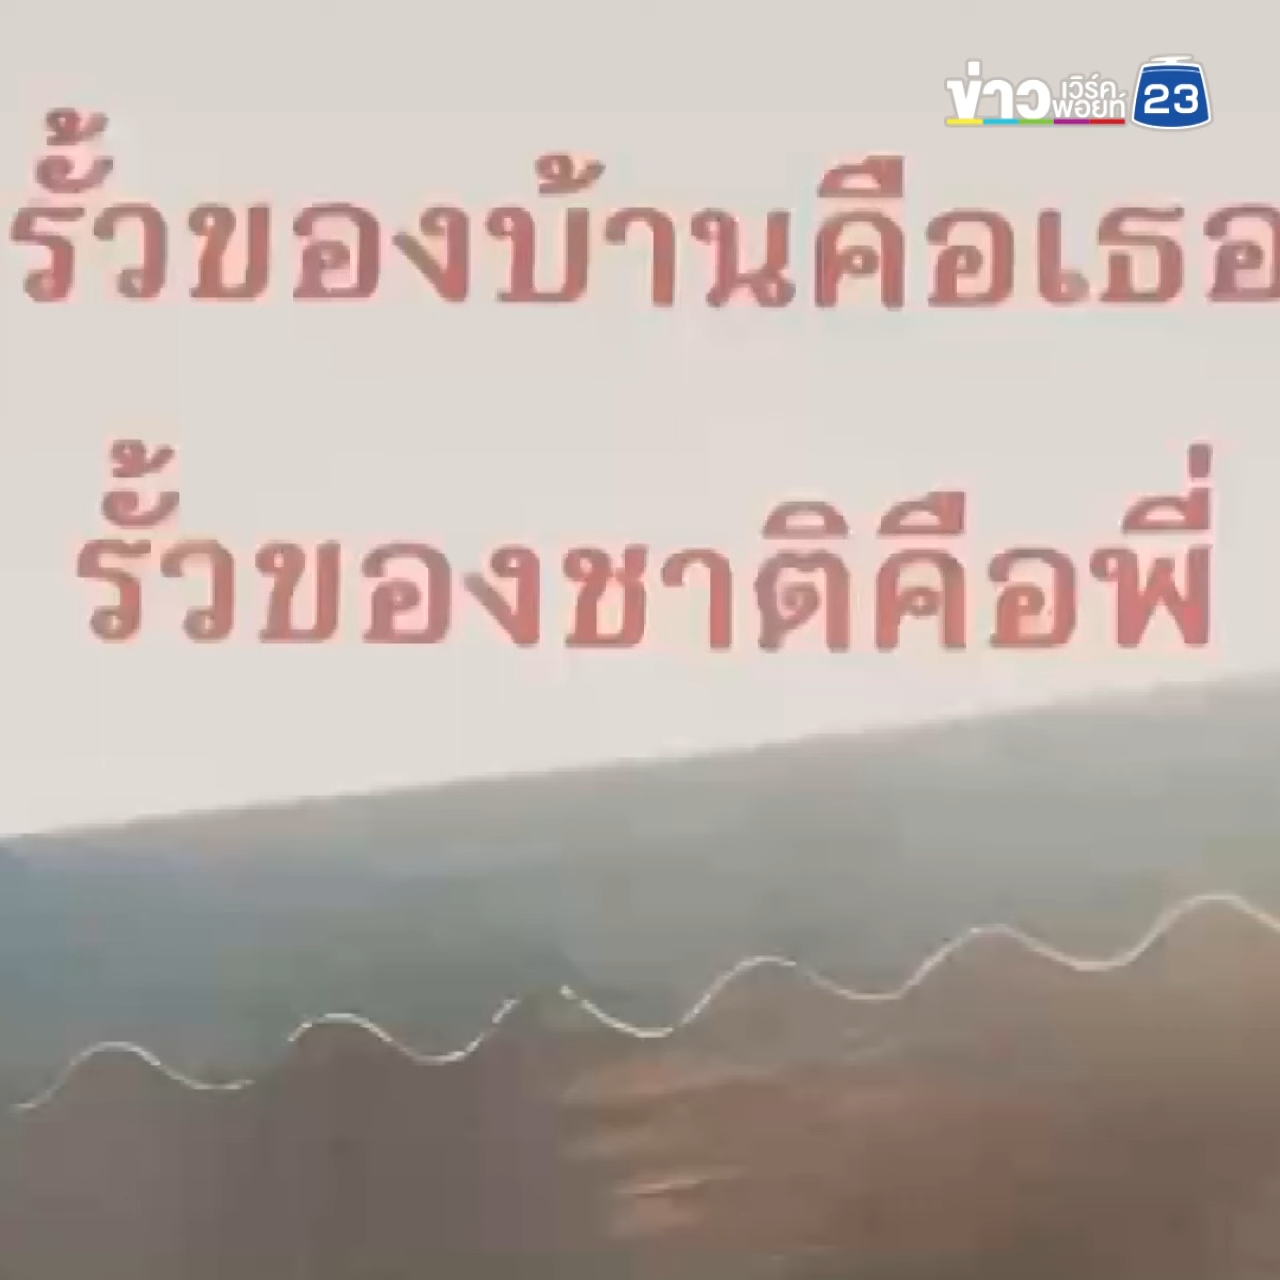 ข่าวเวิร์คพอยท์ 23
รั้วของบ้านคือเธอ
รั้วของชาติคือพี่